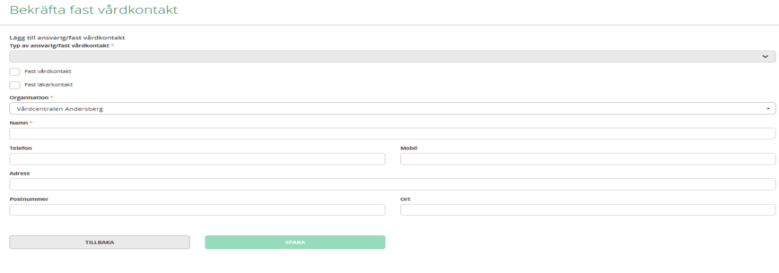 Bekräfta fast vårdkontakt
Lägg till ansvarig/fast vårdkontakt
Typ av ansvarig/fast vårdkontakt *
Fast vårdkontakt
Fast läkarkontakt
Organisation *
Vårdcentralen Andersberg
Namn *
Telefon Mobil
Adress
Postnummer Ort
TILLBAKA SPARA